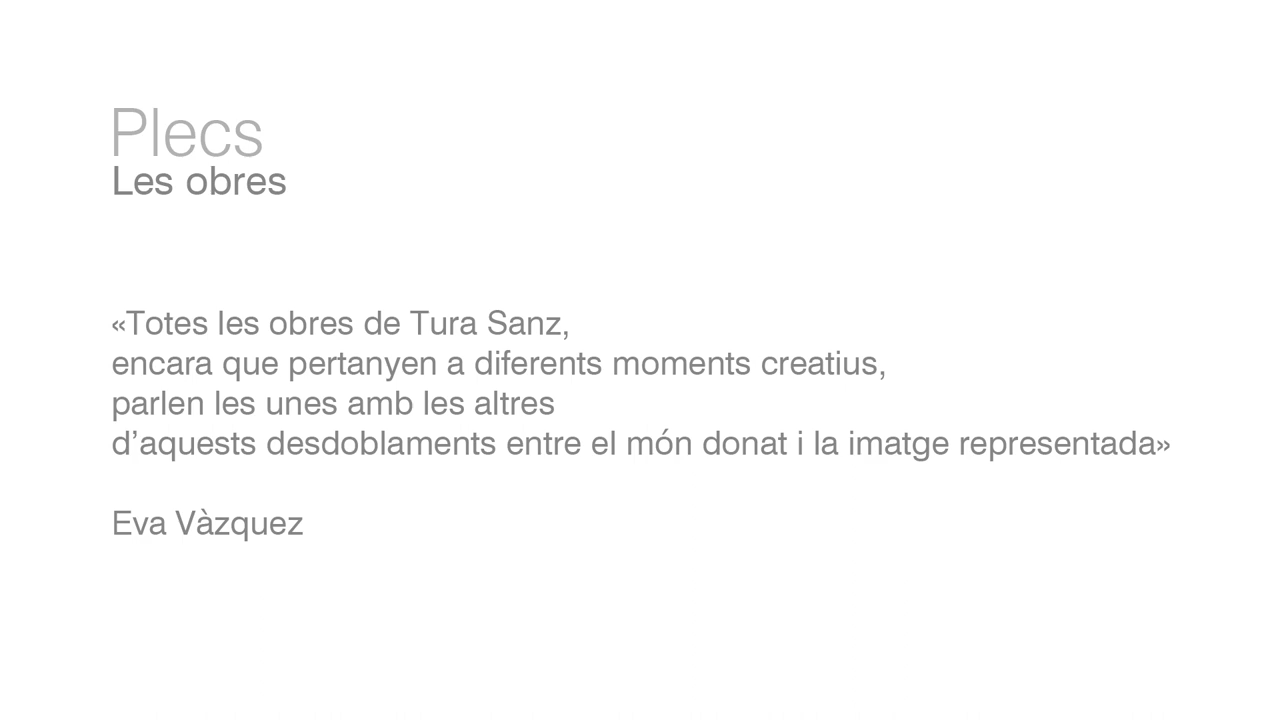 Plecs
Les obres
«Totes les obres de Tura Sanz,
encara que pertanyen a diferents moments creatius,
parlen les unes amb les altres
d’aquests desdoblaments entre el món donat i la imatge representada»
Eva Vàzquez